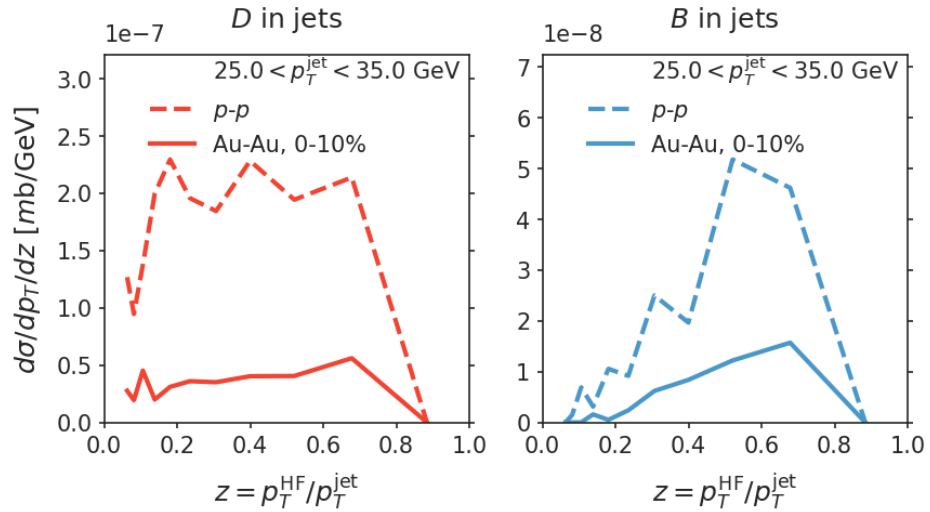 D in jets
1e−7
25.0 < p_T^jet < 35.0 GeV
p-p
Au-Au, 0-10%
3.0
2.5
2.0
1.5
1.0
0.5
0.0
0.0 0.2 0.4 0.6 0.8 1.0
dσ/dp_T/dz [mb/GeV]
z = p_T^HF/p_T^jet
B in jets
1e−8
25.0 < p_T^jet < 35.0 GeV
p-p
Au-Au, 0-10%
7
6
5
4
3
2
1
0
0.0 0.2 0.4 0.6 0.8 1.0
z = p_T^HF/p_T^jet